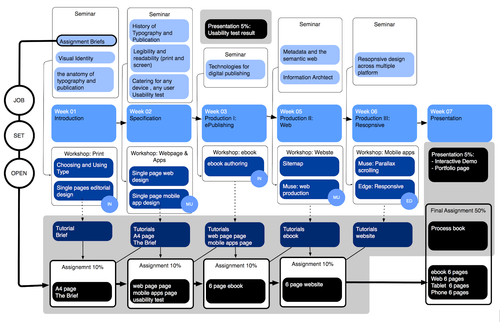 Seminar
Assignment Briefs
Visual Identity
the anatomy of
typography and
publication
Seminar
History of
Typography and
Publication
Legibility and
readability (print and
screen)
Catering for any
device , any user
Usability test
Presentation 5%:
Usability test result
Seminar
Technologies for
digital publishing
Seminar
Metadata and
the semantic web
Information Archtect
Seminar
Resopnsive design
across multiple
platform
JOB
SET
OPEN
Week 01
Introduction
Week 02
Specification
Week 03
Production I:
ePublishing
Week 05
Production II:
Web
Week 06
Production III:
Resopnsive
Week 07
Presentation
Workshop: Print
Choosing and Using
Type
Single pages editorial
design
IN
Workshop: Webpage &
Apps
Single page web
design
Single page mobile
app design
MU
Workshop: ebook
ebook authoring
IN
Workshop: Webste
Sitemap
Muse: web
production
MU
Workshop: Mobile apps
Muse: Parallax
scrolling
Edge: Responsive
ED
Presentation 5%:
- Interactive Demo
- Portfolio page
Tutorial
Brief
Tutorials
A4 page
The Brief
Tutorials
web page page
mobile apps page
Tutorials
ebook
Tutorials
website
Final Assignment 50%
Process book
ebook 6 pages
Web 6 pages
Tablet 6 pages
Phone 6 pages
Assignemnt 10%
A4 page
The Brief
Assignment 10%
web page page
mobile apps page
usability test
Assignment 10%
6 page ebook
Assignment 10%
6 page website